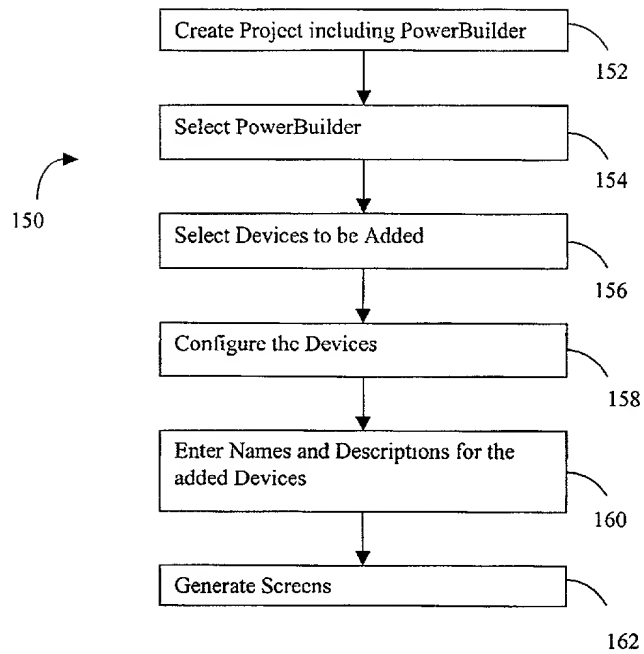 Create Project including PowerBuilder
152
Select PowerBuilder
154
150
Select Devices to be Added
156
Configure the Devices
158
Enter Names and Descriptions for the
added Devices
160
Generate Screens
162